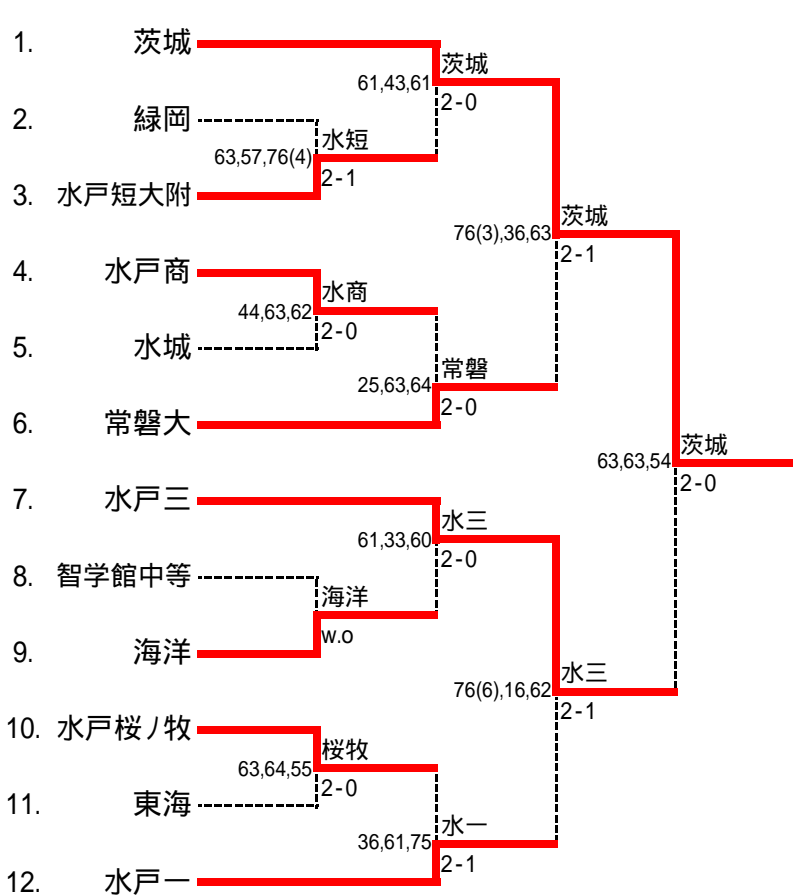 1. 茨城
茨城
61,43,61
2-0
2. 緑岡
水短
63,57,76(4)
2-1
3. 水戸短大附
茨城
76(3),36,63
2-1
4. 水戸商
水商
44,63,62
2-0
5. 水城
常磐
25,63,64
2-0
6. 常磐大
茨城
63,63,54
2-0
7. 水戸三
水三
61,33,60
2-0
8. 智学館中等
海洋
w.o
9. 海洋
水三
76(6),16,62
2-1
10. 水戸桜ノ牧
桜牧
63,64,55
2-0
11. 東海
水一
36,61,75
2-1
12. 水戸一